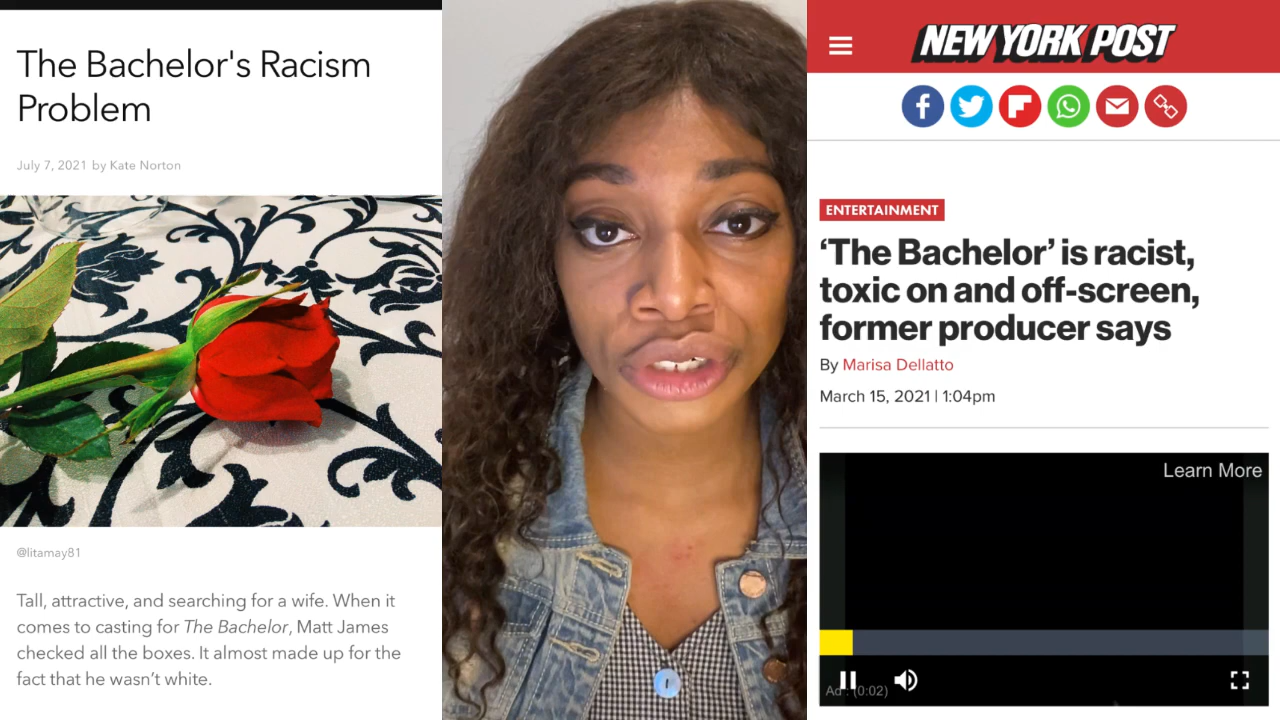 The Bachelor's Racism
Problem
July 7, 2021 by Kate Norton
@litamay81
Tall, attractive, and searching for a wife. When it
comes to casting for The Bachelor, Matt James
checked all the boxes. It almost made up for the
fact that he wasn't white.
NEW YORK POST
ENTERTAINMENT
‘The Bachelor’ is racist,
toxic on and off-screen,
former producer says
By Marisa Dellatto
March 15, 2021 | 1:04pm
Learn More
Ad : (0:02)